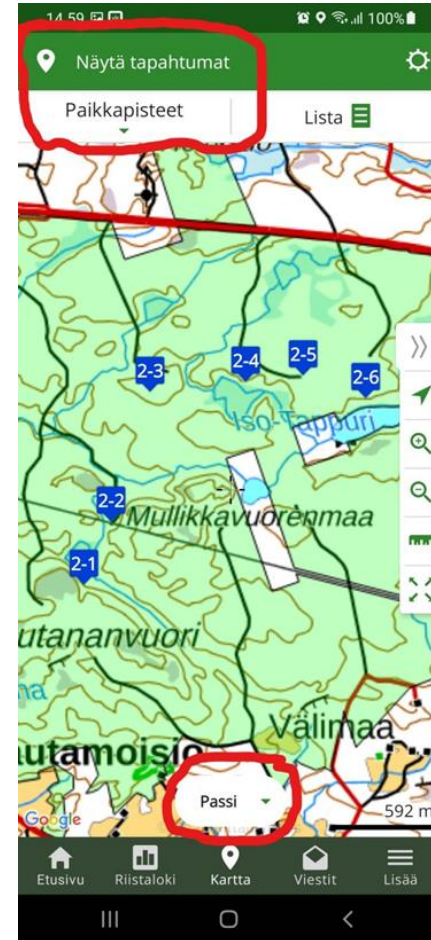 14.59 100%
Näytä tapahtumat
Paikkapisteet
Lista
2-3
2-4
2-5
2-6
Iso-Tappuri
2-2
Mullikkavuorenmaa
2-1
utananvuori
na
Välimaa
utamoisio
Passi
Google
592 m
Etusivu
Riistaloki
Kartta
Viestit
Lisää